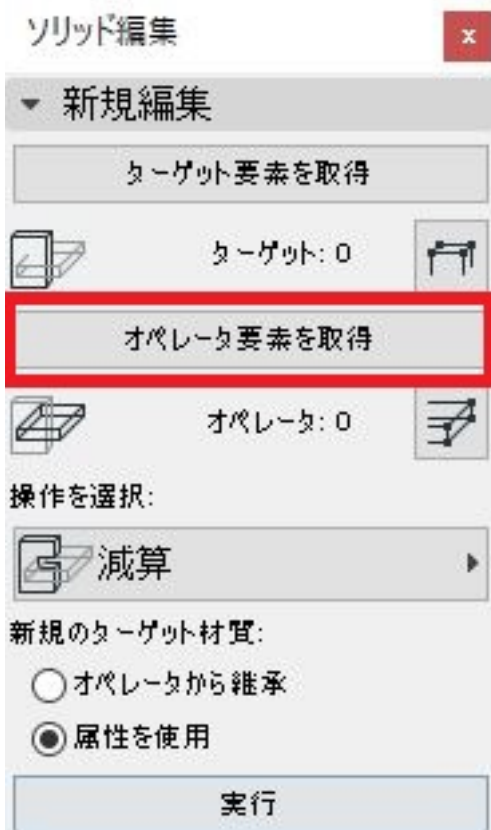 ソリッド編集
x
新規編集
ターゲット要素を取得
ターゲット: 0
オペレータ要素を取得
オペレータ: 0
操作を選択:
減算
新規のターゲット材質:
オペレータから継承
属性を使用
実行